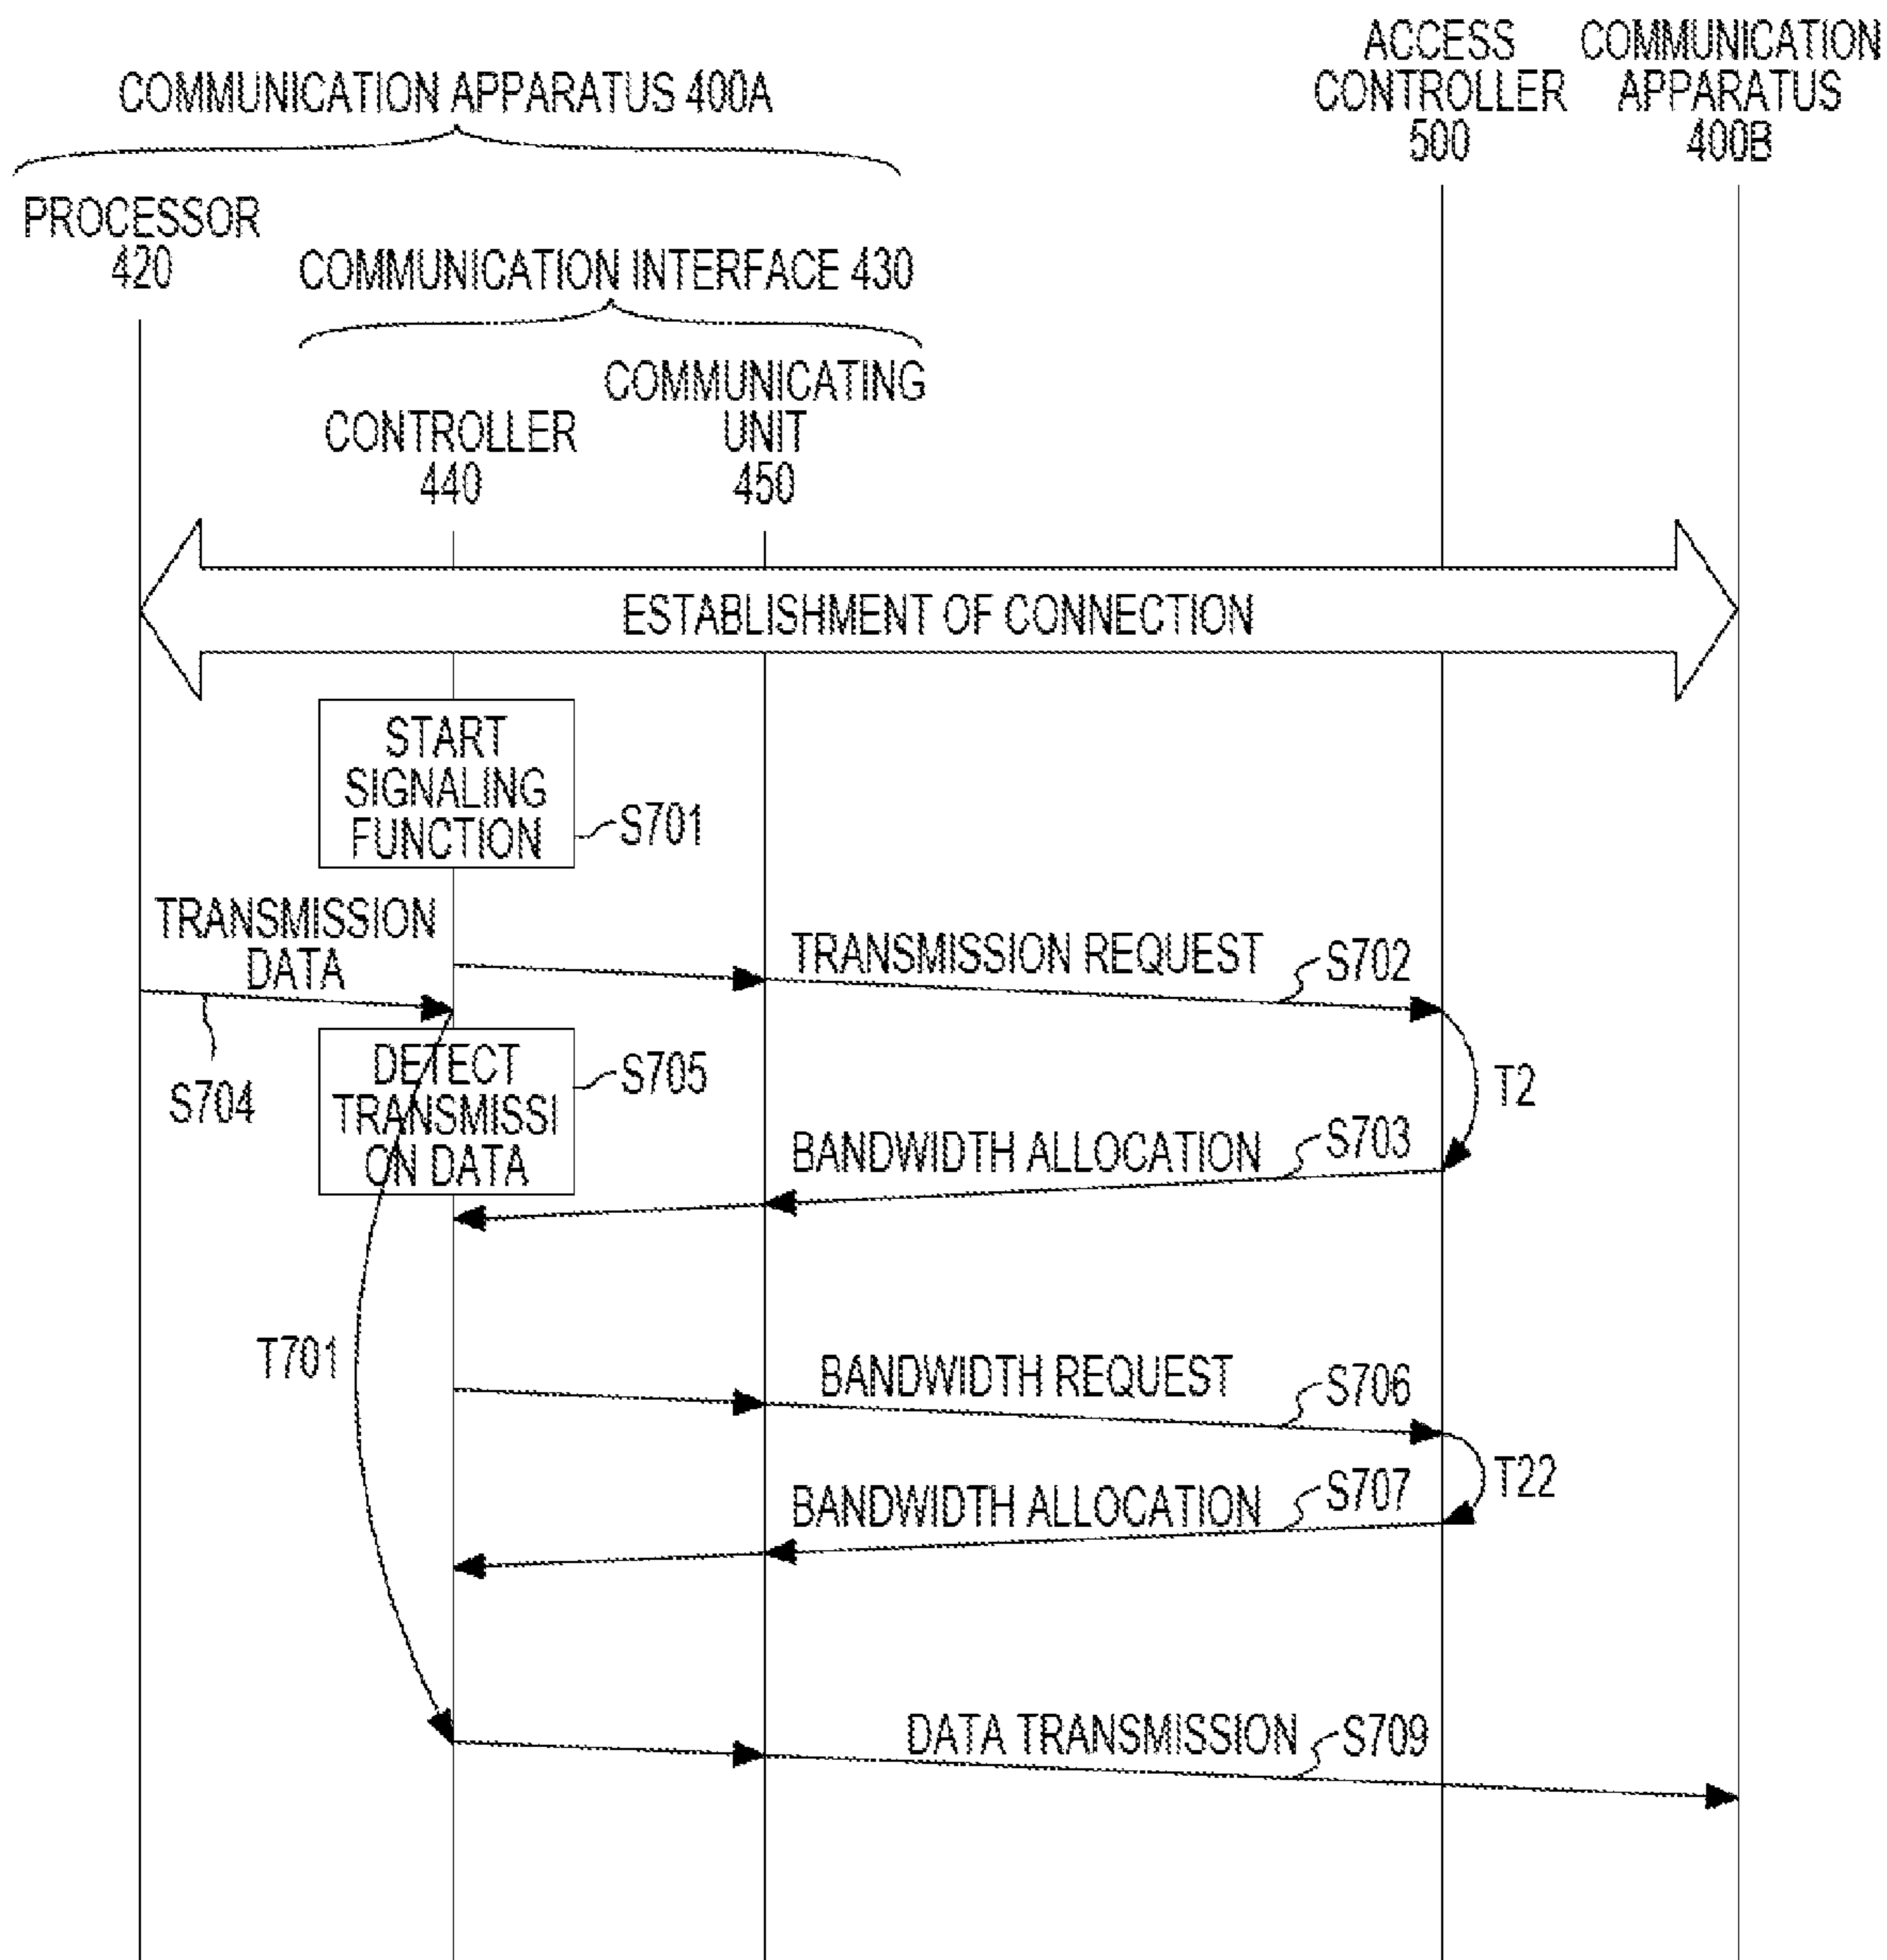 ACCESS
CONTROLLER
500
COMMUNICATION
APPARATUS
400B
COMMUNICATION APPARATUS 400A
PROCESSOR
420
COMMUNICATION INTERFACE 430
CONTROLLER
440
COMMUNICATING
UNIT
450
ESTABLISHMENT OF CONNECTION
START
SIGNALING
FUNCTION
S701
TRANSMISSION
DATA
TRANSMISSION REQUEST
S702
S704
DETECT
TRANSMISSI
ON DATA
S705
T2
BANDWIDTH ALLOCATION
S703
T701
BANDWIDTH REQUEST
S706
T22
BANDWIDTH ALLOCATION
S707
DATA TRANSMISSION
S709